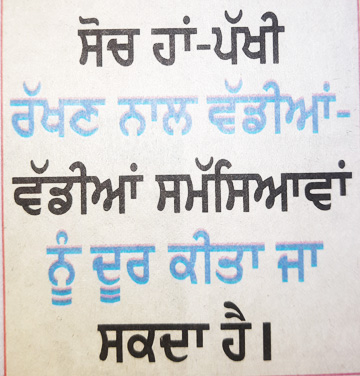 ਸੋਚ ਹਾਂ-ਪੱਖੀ
ਰੱਖਣ ਨਾਲ ਵੱਡੀਆਂ-
ਵੱਡੀਆਂ ਸਮੱਸਿਆਵਾਂ
ਨੂੰ ਦੂਰ ਕੀਤਾ ਜਾ
ਸਕਦਾ ਹੈ।